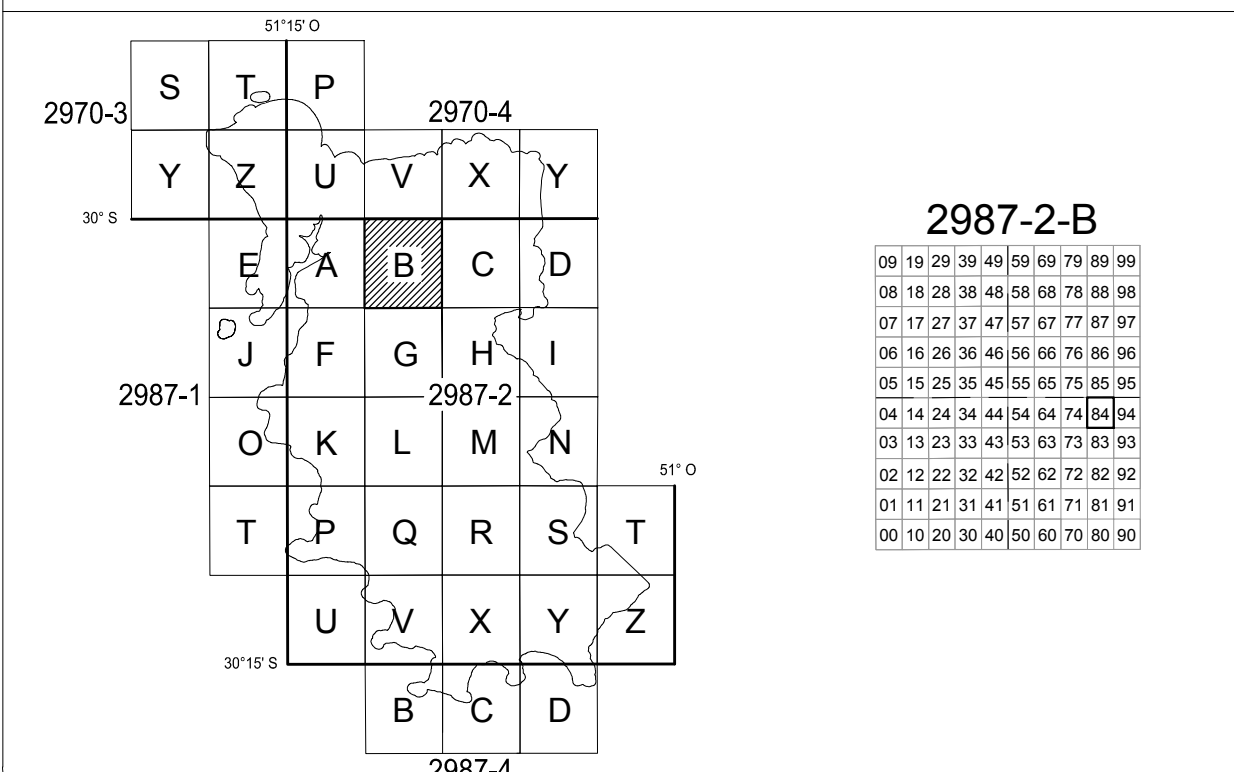 51°15' O
S T P
2970-3
2970-4
Y Z U V X Y
30° S
E A B C D
J F G H I
2987-1
2987-2
O K L M N
51° O
T P Q R S T
U V X Y Z
30°15' S
B C D
2987-4
2987-2-B
09 19 29 39 49 59 69 79 89 99
08 18 28 38 48 58 68 78 88 98
07 17 27 37 47 57 67 77 87 97
06 16 26 36 46 56 66 76 86 96
05 15 25 35 45 55 65 75 85 95
04 14 24 34 44 54 64 74 84 94
03 13 23 33 43 53 63 73 83 93
02 12 22 32 42 52 62 72 82 92
01 11 21 31 41 51 61 71 81 91
00 10 20 30 40 50 60 70 80 90